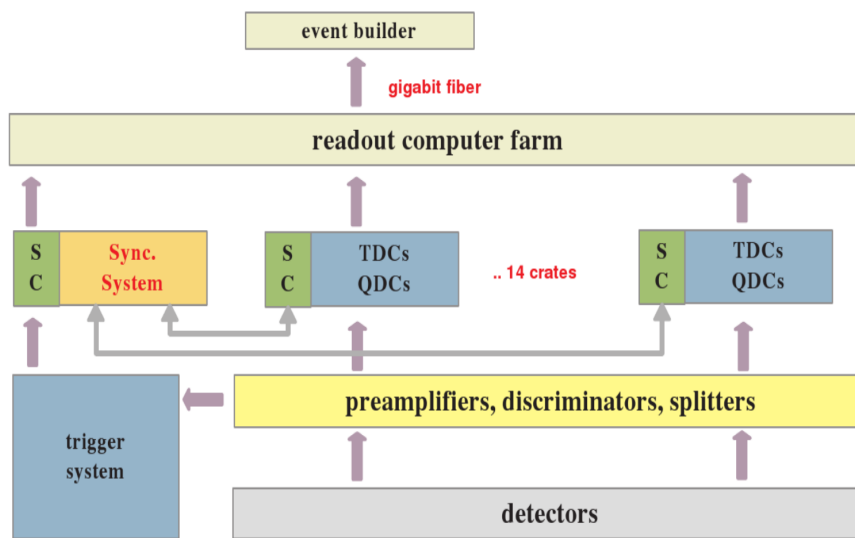 event builder
gigabit fiber
readout computer farm
S
C
Sync.
System
S
C
TDCs
QDCs
.. 14 crates
S
C
TDCs
QDCs
preamplifiers, discriminators, splitters
trigger
system
detectors